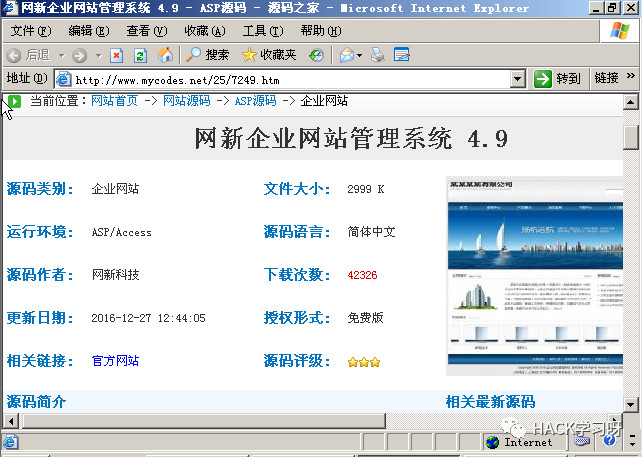 网新企业网站管理系统 4.9 - ASP源码 - 源码之家 - Microsoft Internet Explorer
文件(F) 编辑(E) 查看(V) 收藏(A) 工具(T) 帮助(H)
后退 搜索 收藏夹
地址(D) http://www.mycodes.net/25/7249.htm 转到 链接 »
当前位置：网站首页 -> 网站源码 -> ASP源码 -> 企业网站
网新企业网站管理系统 4.9
源码类别： 企业网站 文件大小： 2999 K
运行环境： ASP/Access 源码语言： 简体中文
源码作者： 网新科技 下载次数： 42326
更新日期： 2016-12-27 12:44:05 授权形式： 免费版
相关链接： 官方网站 源码评级：
源码简介 相关最新源码
HACK学习呀
Internet